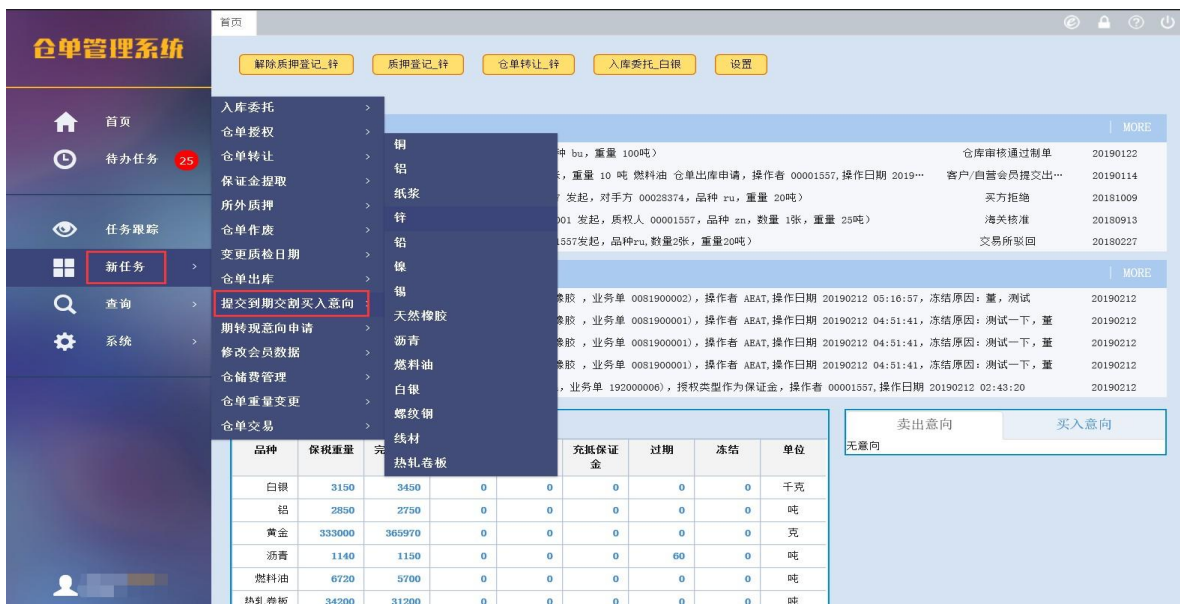 首页
仓单管理系统
解除质押登记_锌 质押登记_锌 仓单转让_锌 入库委托_白银 设置
首页
待办任务 25
任务跟踪
新任务 >
查询 >
系统 >
入库委托 >
仓单授权 >
仓单转让 >
保证金提取 >
所外质押 >
仓单作废 >
变更质检日期 >
仓单出库 >
提交到期交割买入意向
期转现意向申请 >
修改会员数据 >
仓储费管理 >
仓单重量变更 >
仓单交易 >
铜
铝
纸浆
锌
铅
镍
锡
天然橡胶
沥青
燃料油
白银
螺纹钢
线材
热轧卷板
| MORE
bu，重量 100吨） 仓库审核通过制单 20190122
，重量 10 吨 燃料油 仓单出库申请，操作者 00001557,操作日期 2019… 客户/自营会员提交出… 20190114
发起，对手方 00028374，品种 ru，重量 20吨） 买方拒绝 20181009
001 发起，质权人 00001557，品种 zn，数量 1张，重量 25吨） 海关核准 20180913
1557发起，品种ru,数量2张，重量20吨） 交易所驳回 20180227
| MORE
橡胶 ，业务单 0081900002），操作者 AEAT,操作日期 20190212 05:16:57，冻结原因：董，测试 20190212
橡胶 ，业务单 0081900001），操作者 AEAT,操作日期 20190212 04:51:41，冻结原因：测试一下，董 20190212
橡胶 ，业务单 0081900001），操作者 AEAT,操作日期 20190212 04:51:41，冻结原因：测试一下，董 20190212
橡胶 ，业务单 0081900001），操作者 AEAT,操作日期 20190212 04:51:41，冻结原因：测试一下，董 20190212
，业务单 192000006），授权类型作为保证金，操作者 00001557,操作日期 20190212 02:43:20 20190212
卖出意向 买入意向
无意向
品种 保税重量 完 充抵保证金 过期 冻结 单位
白银 3150 3450 0 0 0 0 0 千克
铝 2850 2750 0 0 0 0 0 吨
黄金 333000 365970 0 0 0 0 0 克
沥青 1140 1150 0 0 0 60 0 吨
燃料油 6720 5700 0 0 0 0 0 吨
热轧卷板 34200 31200 0 0 0 0 0 吨